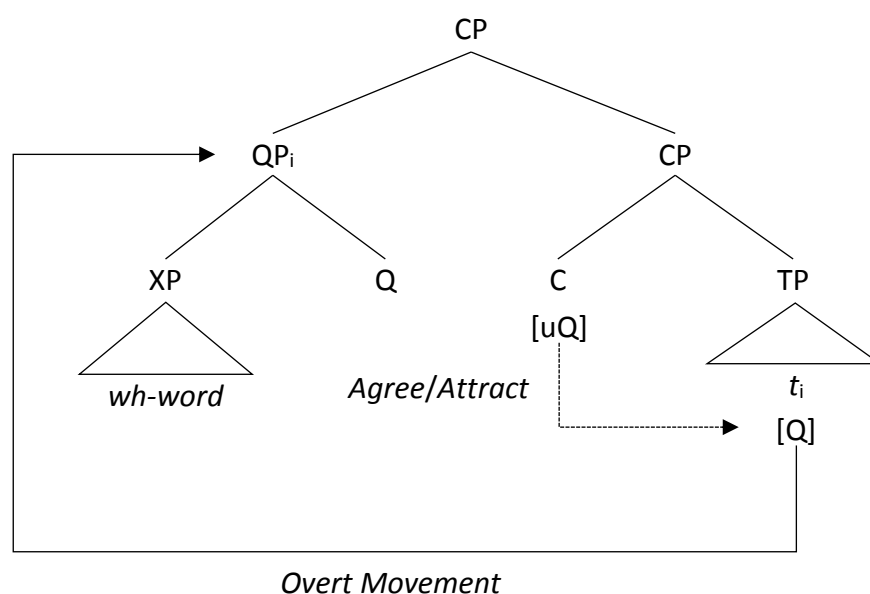 CP
QPi CP
XP Q C TP
[uQ]
wh-word Agree/Attract ti
[Q]
Overt Movement